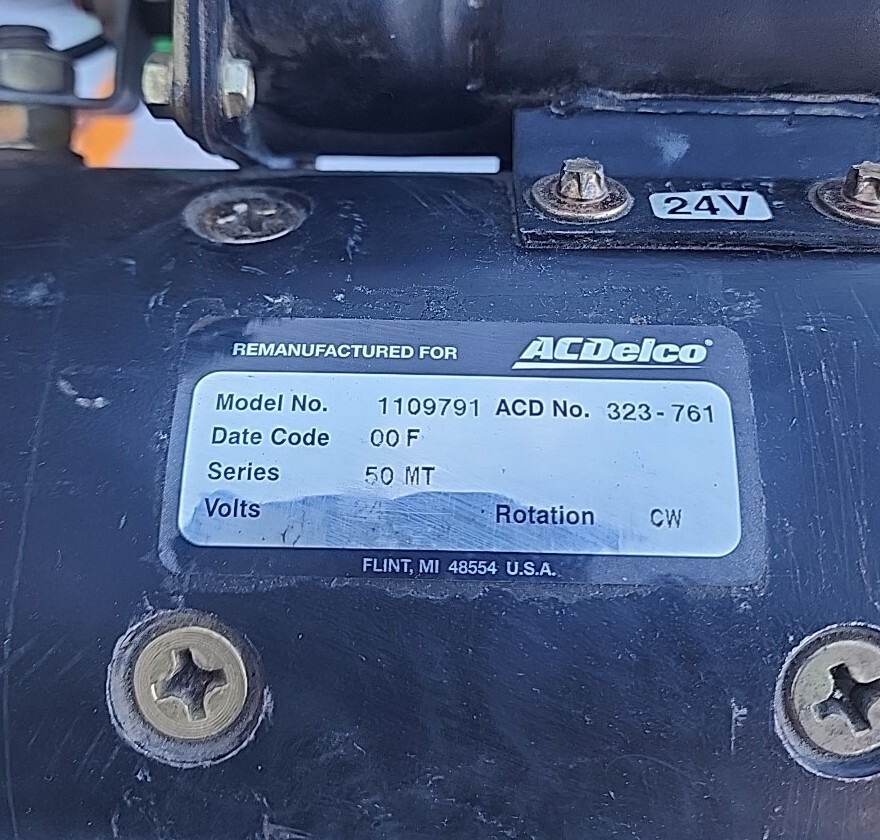 24V
REMANUFACTURED FOR ACDelco®
Model No. 1109791 ACD No. 323-761
Date Code 00F
Series 50 MT
Volts Rotation CW
FLINT, MI 48554 U.S.A.